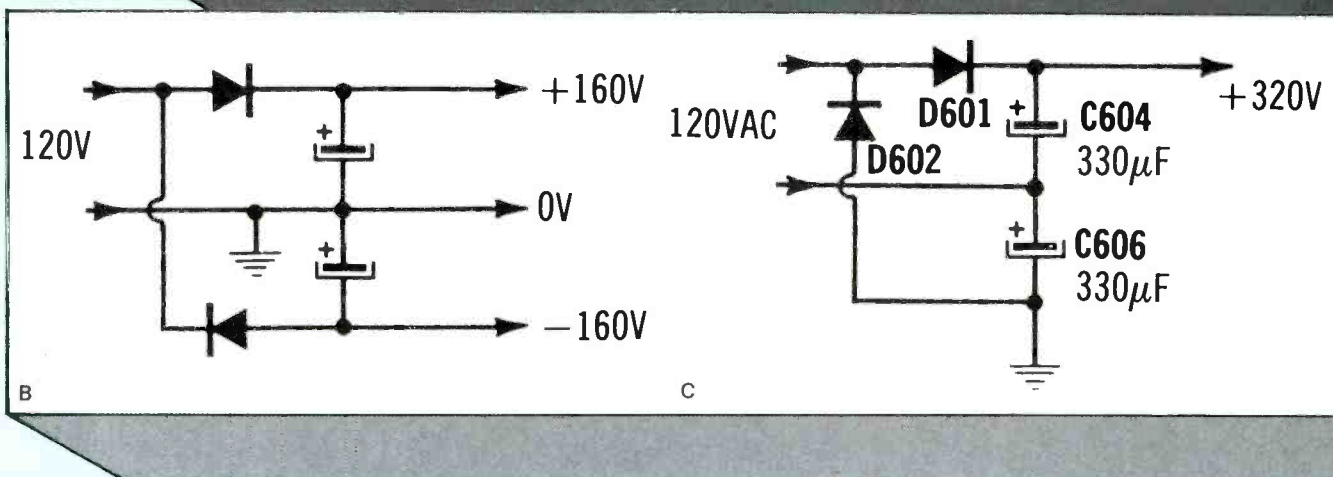 120V
+160V
0V
−160V
+
+
B
120VAC
D601
D602
+
C604
330μF
+
C606
330μF
+320V
C